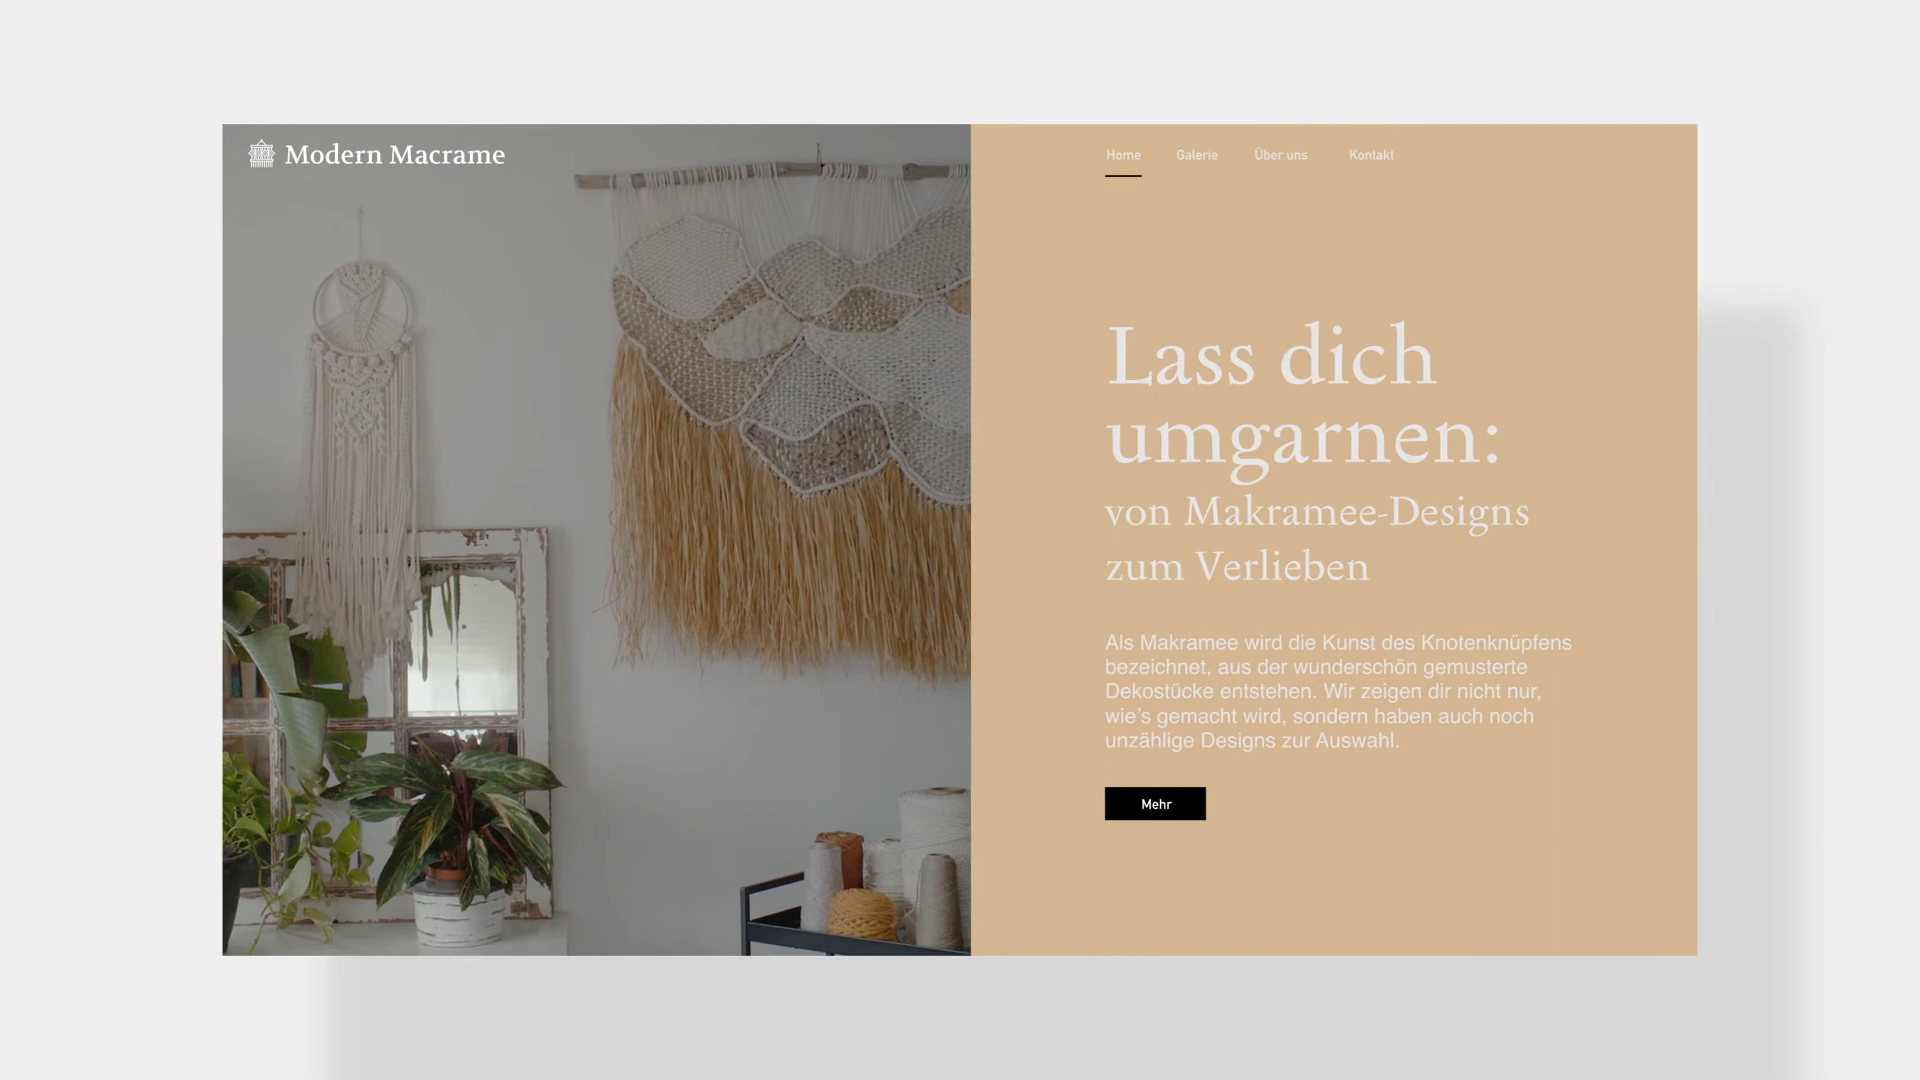 Modern Macrame
Home Galerie Über uns Kontakt
Lass dich
umgarnen:
von Makramee-Designs
zum Verlieben
Als Makramee wird die Kunst des Knotenknüpfens
bezeichnet, aus der wunderschön gemusterte
Dekostücke entstehen. Wir zeigen dir nicht nur,
wie’s gemacht wird, sondern haben auch noch
unzählige Designs zur Auswahl.
Mehr